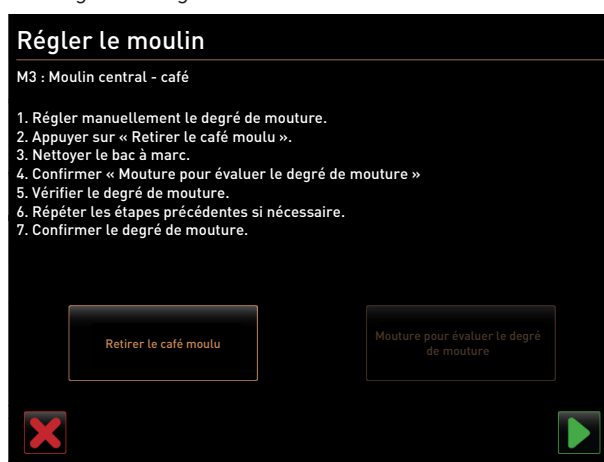 Régler le moulin
M3 : Moulin central - café
1. Régler manuellement le degré de mouture.
2. Appuyer sur « Retirer le café moulu ».
3. Nettoyer le bac à marc.
4. Confirmer « Mouture pour évaluer le degré de mouture »
5. Vérifier le degré de mouture.
6. Répéter les étapes précédentes si nécessaire.
7. Confirmer le degré de mouture.
Retirer le café moulu
Mouture pour évaluer le degré
de mouture